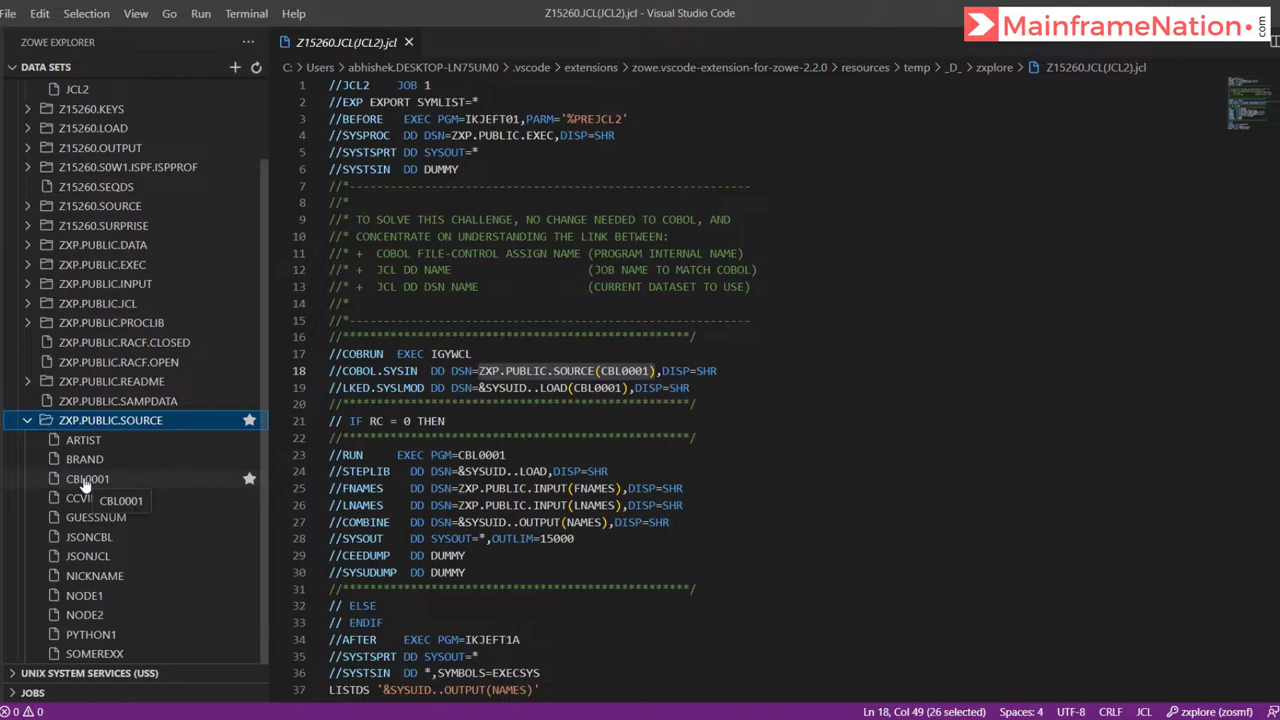 File Edit Selection View Go Run Terminal Help
Z15260.JCL(JCL2).jcl - Visual Studio Code
MainframeNation.com
ZOWE EXPLORER ···
DATA SETS
JCL2
Z15260.KEYS
Z15260.LOAD
Z15260.OUTPUT
Z15260.S0W1.ISPF.ISPPROF
Z15260.SEQDS
Z15260.SOURCE
Z15260.SURPRISE
ZXP.PUBLIC.DATA
ZXP.PUBLIC.EXEC
ZXP.PUBLIC.INPUT
ZXP.PUBLIC.JCL
ZXP.PUBLIC.PROCLIB
ZXP.PUBLIC.RACF.CLOSED
ZXP.PUBLIC.RACF.OPEN
ZXP.PUBLIC.README
ZXP.PUBLIC.SAMPDATA
ZXP.PUBLIC.SOURCE
ARTIST
BRAND
CBL0001
CBL0001
GUESSNUM
JSONCBL
JSONJCL
NICKNAME
NODE1
NODE2
PYTHON1
SOMEREXX
UNIX SYSTEM SERVICES (USS)
JOBS
Z15260.JCL(JCL2).jcl
C: > Users > abhishek.DESKTOP-LN75UM0 > .vscode > extensions > zowe.vscode-extension-for-zowe-2.2.0 > resources > temp > _D_ > zxplore > Z15260.JCL(JCL2).jcl
1 //JCL2 JOB 1
2 //EXP EXPORT SYMLIST=*
3 //BEFORE EXEC PGM=IKJEFT01,PARM='%PREJCL2'
4 //SYSPROC DD DSN=ZXP.PUBLIC.EXEC,DISP=SHR
5 //SYSTSPRT DD SYSOUT=*
6 //SYSTSIN DD DUMMY
7 //*-----------------------------------------------------------
8 //*
9 //* TO SOLVE THIS CHALLENGE, NO CHANGE NEEDED TO COBOL, AND
10 //* CONCENTRATE ON UNDERSTANDING THE LINK BETWEEN:
11 //* + COBOL FILE-CONTROL ASSIGN NAME (PROGRAM INTERNAL NAME)
12 //* + JCL DD NAME (JOB NAME TO MATCH COBOL)
13 //* + JCL DD DSN NAME (CURRENT DATASET TO USE)
14 //*
15 //*-----------------------------------------------------------
16 //***************************************************/
17 //COBRUN EXEC IGYWCL
18 //COBOL.SYSIN DD DSN=ZXP.PUBLIC.SOURCE(CBL0001),DISP=SHR
19 //LKED.SYSLMOD DD DSN=&SYSUID..LOAD(CBL0001),DISP=SHR
20 //***************************************************/
21 // IF RC = 0 THEN
22 //***************************************************/
23 //RUN EXEC PGM=CBL0001
24 //STEPLIB DD DSN=&SYSUID..LOAD,DISP=SHR
25 //FNAMES DD DSN=ZXP.PUBLIC.INPUT(FNAMES),DISP=SHR
26 //LNAMES DD DSN=ZXP.PUBLIC.INPUT(LNAMES),DISP=SHR
27 //COMBINE DD DSN=&SYSUID..OUTPUT(NAMES),DISP=SHR
28 //SYSOUT DD SYSOUT=*,OUTLIM=15000
29 //CEEDUMP DD DUMMY
30 //SYSUDUMP DD DUMMY
31 //***************************************************/
32 // ELSE
33 // ENDIF
34 //AFTER EXEC PGM=IKJEFT1A
35 //SYSTSPRT DD SYSOUT=*
36 //SYSTSIN DD *,SYMBOLS=EXECSYS
37 LISTDS '&SYSUID..OUTPUT(NAMES)'
0 0 Ln 18, Col 49 (26 selected) Spaces: 4 UTF-8 CRLF JCL zxplore (zosmf)